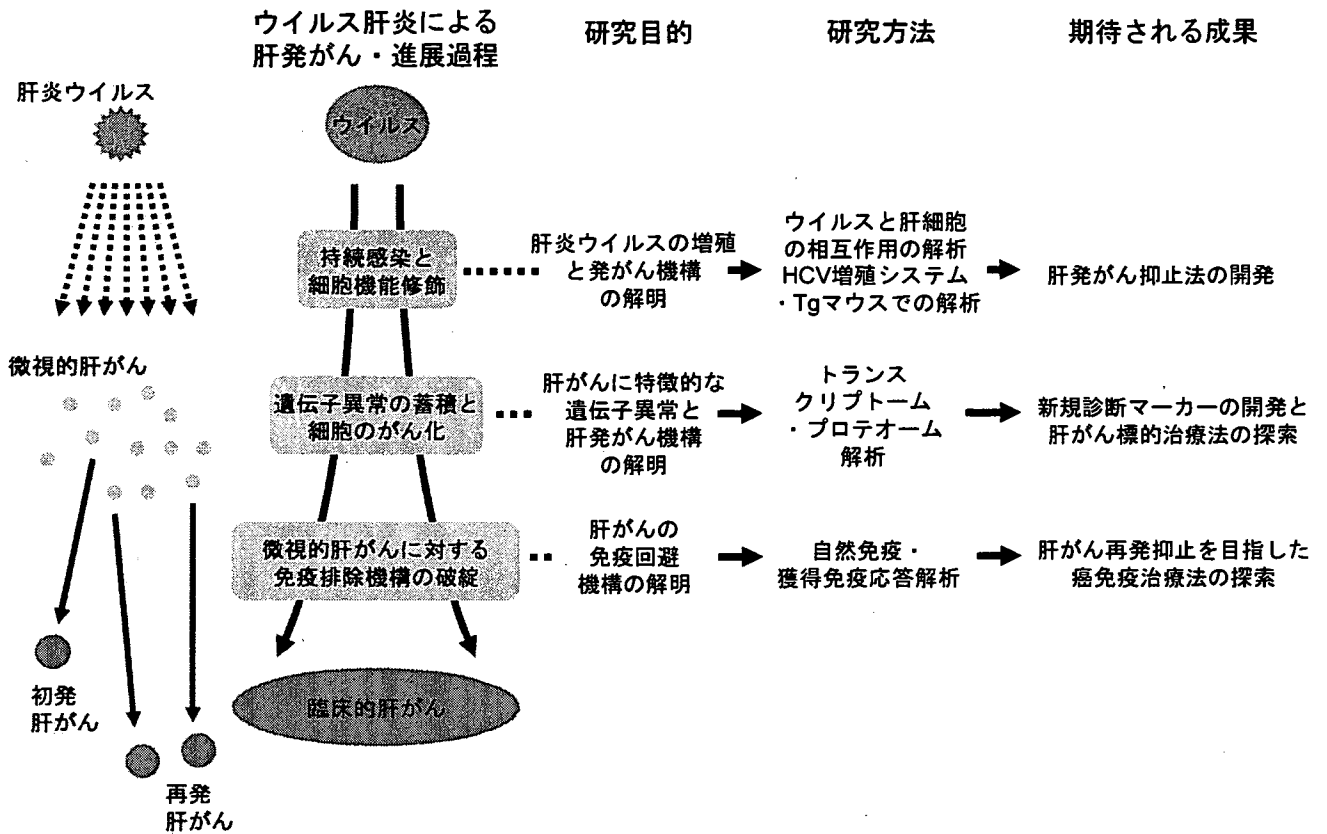 ウイルス肝炎による
肝発がん・進展過程
研究目的
研究方法
期待される成果
肝炎ウイルス
ウイルス
持続感染と
細胞機能修飾
肝炎ウイルスの増殖
と発がん機構
の解明
ウイルスと肝細胞
の相互作用の解析
HCV増殖システム
・Tgマウスでの解析
肝発がん抑止法の開発
微視的肝がん
遺伝子異常の蓄積と
細胞のがん化
肝がんに特徴的な
遺伝子異常と
肝発がん機構
の解明
トランス
クリプトーム
・プロテオーム
解析
新規診断マーカーの開発と
肝がん標的治療法の探索
微視的肝がんに対する
免疫排除機構の破綻
肝がんの
免疫回避
機構の解明
自然免疫・
獲得免疫応答解析
肝がん再発抑止を目指した
癌免疫治療法の探索
初発
肝がん
臨床的肝がん
再発
肝がん